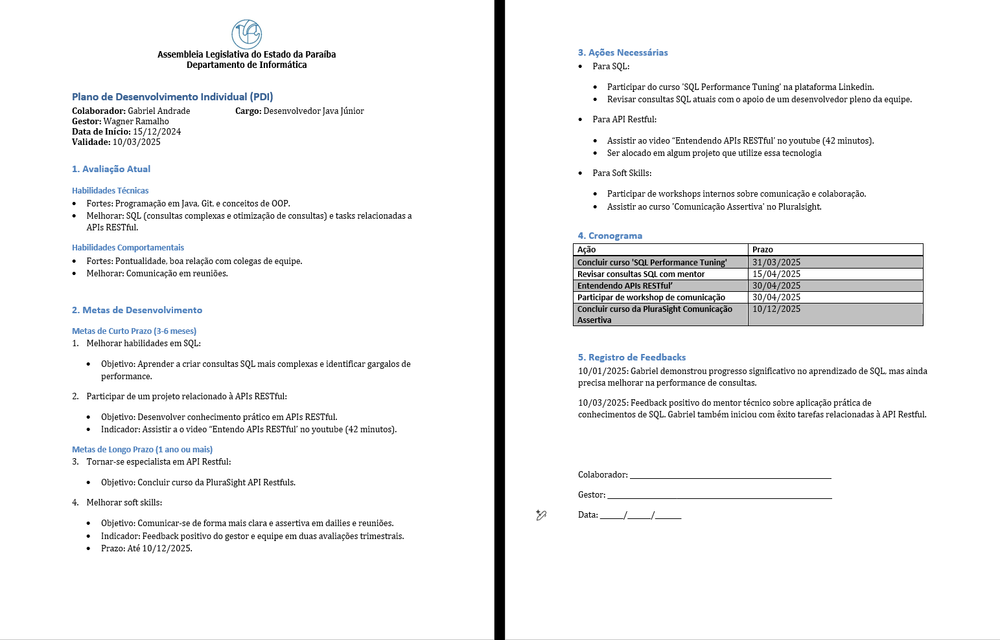 Assembleia Legislativa do Estado da Paraíba
Departamento de Informática
Plano de Desenvolvimento Individual (PDI)
Colaborador: Gabriel Andrade Cargo: Desenvolvedor Java Júnior
Gestor: Wagner Ramalho
Data de Início: 15/12/2024
Validade: 10/03/2025
1. Avaliação Atual
Habilidades Técnicas
• Fortes: Programação em Java, Git, e conceitos de OOP.
• Melhorar: SQL (consultas complexas e otimização de consultas) e tasks relacionadas a
APIs RESTful.
Habilidades Comportamentais
• Fortes: Pontualidade, boa relação com colegas de equipe.
• Melhorar: Comunicação em reuniões.
2. Metas de Desenvolvimento
Metas de Curto Prazo (3-6 meses)
1. Melhorar habilidades em SQL:
• Objetivo: Aprender a criar consultas SQL mais complexas e identificar gargalos de
performance.
2. Participar de um projeto relacionado à APIs RESTful:
• Objetivo: Desenvolver conhecimento prático em APIs RESTful.
• Indicador: Assistir a o video “Entendo APIs RESTful’ no youtube (42 minutos).
Metas de Longo Prazo (1 ano ou mais)
3. Tornar-se especialista em API Restful:
• Objetivo: Concluir curso da PluraSight API Restfuls.
4. Melhorar soft skills:
• Objetivo: Comunicar-se de forma mais clara e assertiva em dailies e reuniões.
• Indicador: Feedback positivo do gestor e equipe em duas avaliações trimestrais.
• Prazo: Até 10/12/2025.
3. Ações Necessárias
• Para SQL:
• Participar do curso 'SQL Performance Tuning' na plataforma Linkedin.
• Revisar consultas SQL atuais com o apoio de um desenvolvedor pleno da equipe.
• Para API Restful:
• Assistir ao video “Entendendo APIs RESTful’ no youtube (42 minutos).
• Ser alocado em algum projeto que utilize essa tecnologia
• Para Soft Skills:
• Participar de workshops internos sobre comunicação e colaboração.
• Assistir ao curso 'Comunicação Assertiva' no Pluralsight.
4. Cronograma
Ação Prazo
Concluir curso 'SQL Performance Tuning' 31/03/2025
Revisar consultas SQL com mentor 15/04/2025
Entendendo APIs RESTful’ 30/04/2025
Participar de workshop de comunicação 30/04/2025
Concluir curso da PluraSight Comunicação 10/12/2025
Assertiva
5. Registro de Feedbacks
10/01/2025: Gabriel demonstrou progresso significativo no aprendizado de SQL, mas ainda
precisa melhorar na performance de consultas.
10/03/2025: Feedback positivo do mentor técnico sobre aplicação prática de
conhecimentos de SQL. Gabriel também iniciou com êxito tarefas relacionadas à API Restful.
Colaborador: ____________________________________________
Gestor: _________________________________________________
Data: _____/_____/______